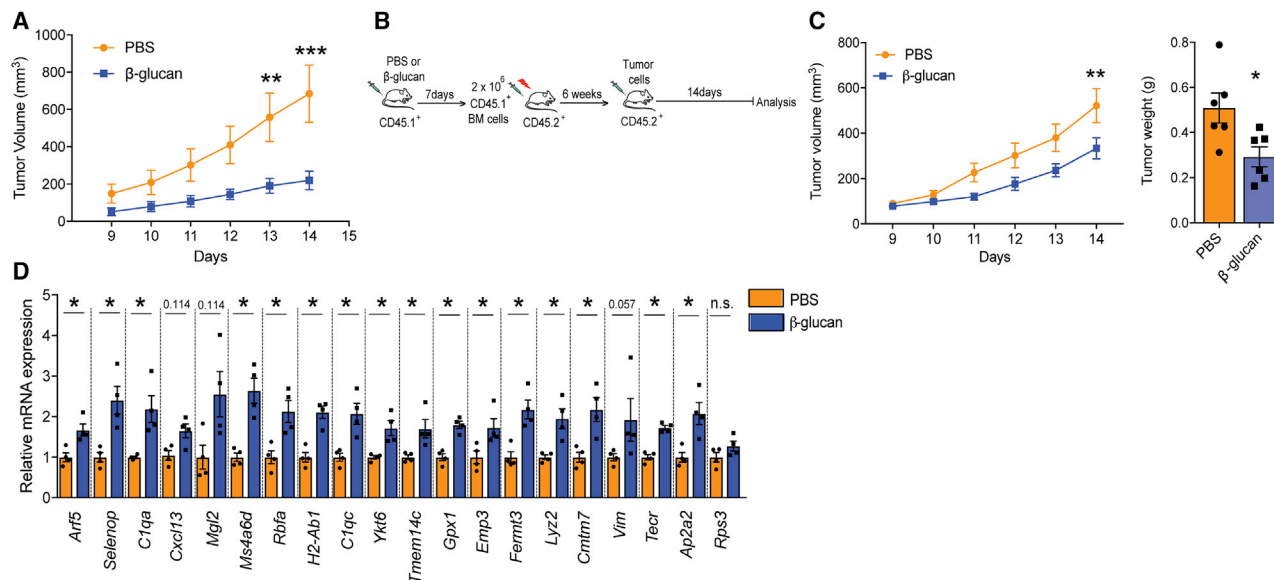 A
Tumor Volume (mm³)
1000
800
600
400
200
0
PBS
β-glucan
**
***
9 10 11 12 13 14 15
Days
B
PBS or
β-glucan
CD45.1⁺
7days
2 x 10⁶
CD45.1⁺
BM cells
CD45.2⁺
6 weeks
Tumor
cells
CD45.2⁺
14days
Analysis
C
Tumor volume (mm³)
800
600
400
200
0
PBS
β-glucan
**
9 10 11 12 13 14
Days
Tumor weight (g)
0.8
0.6
0.4
0.2
0.0
*
PBS
β-glucan
D
Relative mRNA expression
5
4
3
2
1
0
* * * 0.114 0.114 * * * * * * * * * * * 0.057 * * n.s.
PBS
β-glucan
Arf5
Selenop
C1qa
Cxcl13
Mgl2
Ms4a6d
Rbfa
H2-Ab1
C1qc
Ykt6
Tmem14c
Gpx1
Emp3
Fermt3
Lyz2
Cmtm7
Vim
Tecr
Ap2a2
Rps3